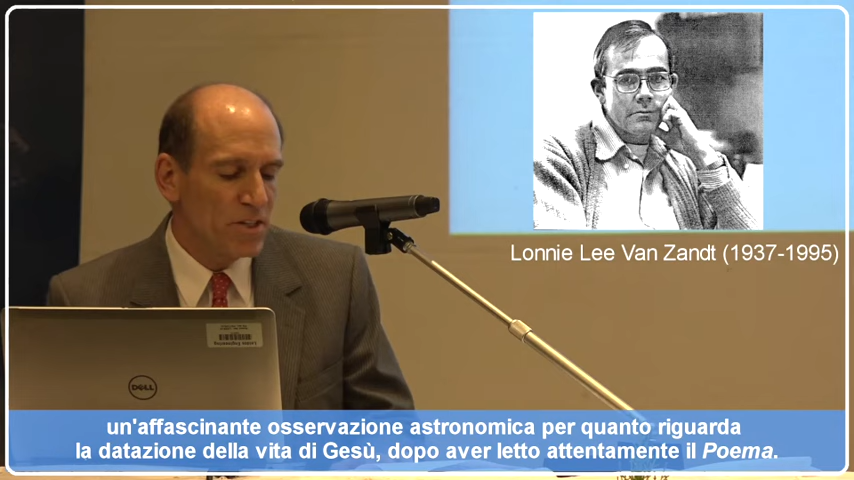 Lonnie Lee Van Zandt (1937-1995)
DELL
un'affascinante osservazione astronomica per quanto riguarda
la datazione della vita di Gesù, dopo aver letto attentamente il Poema.